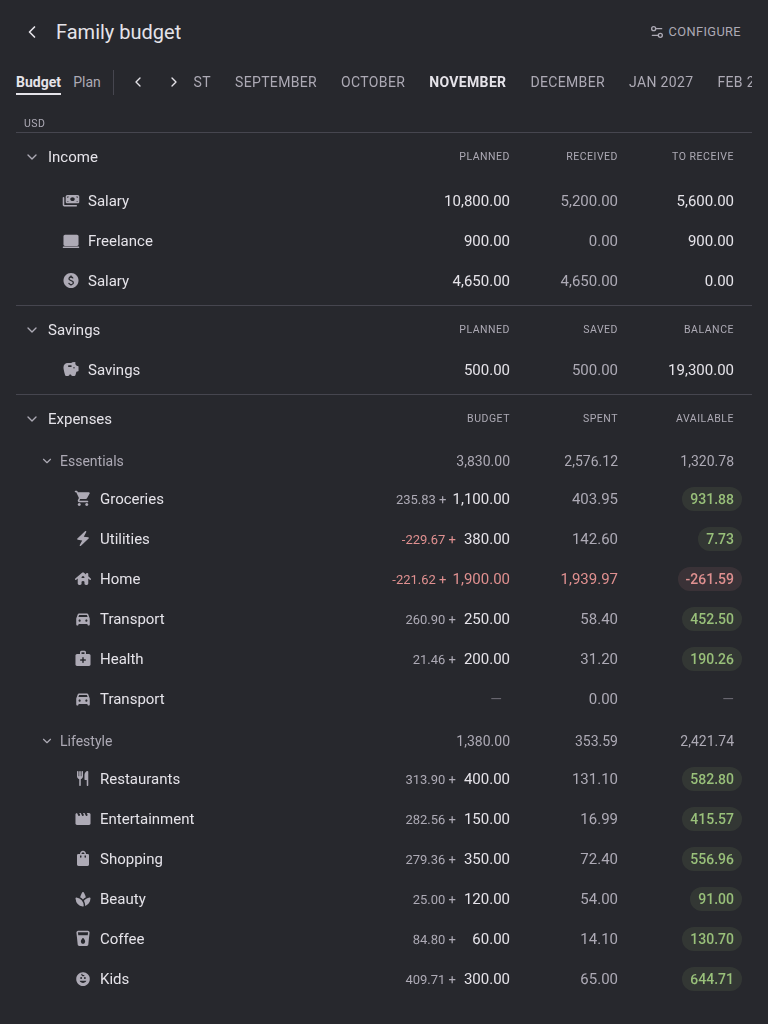 Family budget CONFIGURE
Budget Plan ST SEPTEMBER OCTOBER NOVEMBER DECEMBER JAN 2027 FEB 2
USD
Income PLANNED RECEIVED TO RECEIVE
Salary 10,800.00 5,200.00 5,600.00
Freelance 900.00 0.00 900.00
Salary 4,650.00 4,650.00 0.00
Savings PLANNED SAVED BALANCE
Savings 500.00 500.00 19,300.00
Expenses BUDGET SPENT AVAILABLE
Essentials 3,830.00 2,576.12 1,320.78
Groceries 235.83 + 1,100.00 403.95 931.88
Utilities -229.67 + 380.00 142.60 7.73
Home -221.62 + 1,900.00 1,939.97 -261.59
Transport 260.90 + 250.00 58.40 452.50
Health 21.46 + 200.00 31.20 190.26
Transport — 0.00 —
Lifestyle 1,380.00 353.59 2,421.74
Restaurants 313.90 + 400.00 131.10 582.80
Entertainment 282.56 + 150.00 16.99 415.57
Shopping 279.36 + 350.00 72.40 556.96
Beauty 25.00 + 120.00 54.00 91.00
Coffee 84.80 + 60.00 14.10 130.70
Kids 409.71 + 300.00 65.00 644.71